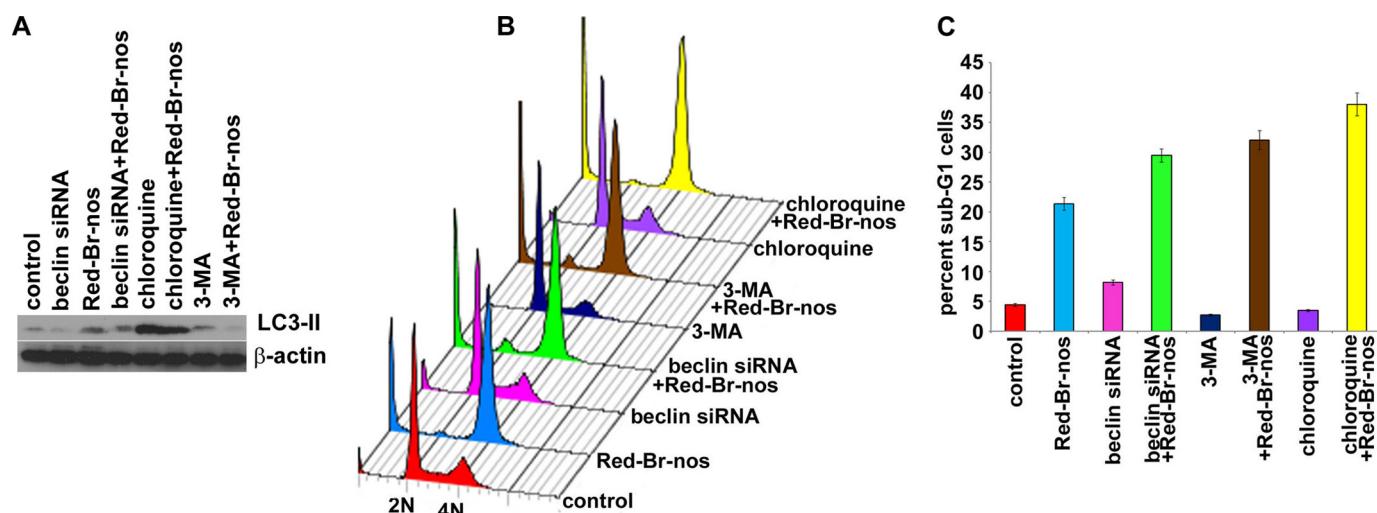 A
control
beclin siRNA
Red-Br-nos
beclin siRNA+Red-Br-nos
chloroquine
chloroquine+Red-Br-nos
3-MA
3-MA+Red-Br-nos
LC3-II
β-actin
B
chloroquine
+Red-Br-nos
chloroquine
3-MA
+Red-Br-nos
3-MA
beclin siRNA
+Red-Br-nos
beclin siRNA
Red-Br-nos
control
2N
4N
C
percent sub-G1 cells
45
40
35
30
25
20
15
10
5
0
control
Red-Br-nos
beclin siRNA
beclin siRNA
+Red-Br-nos
3-MA
3-MA
+Red-Br-nos
chloroquine
chloroquine
+Red-Br-nos